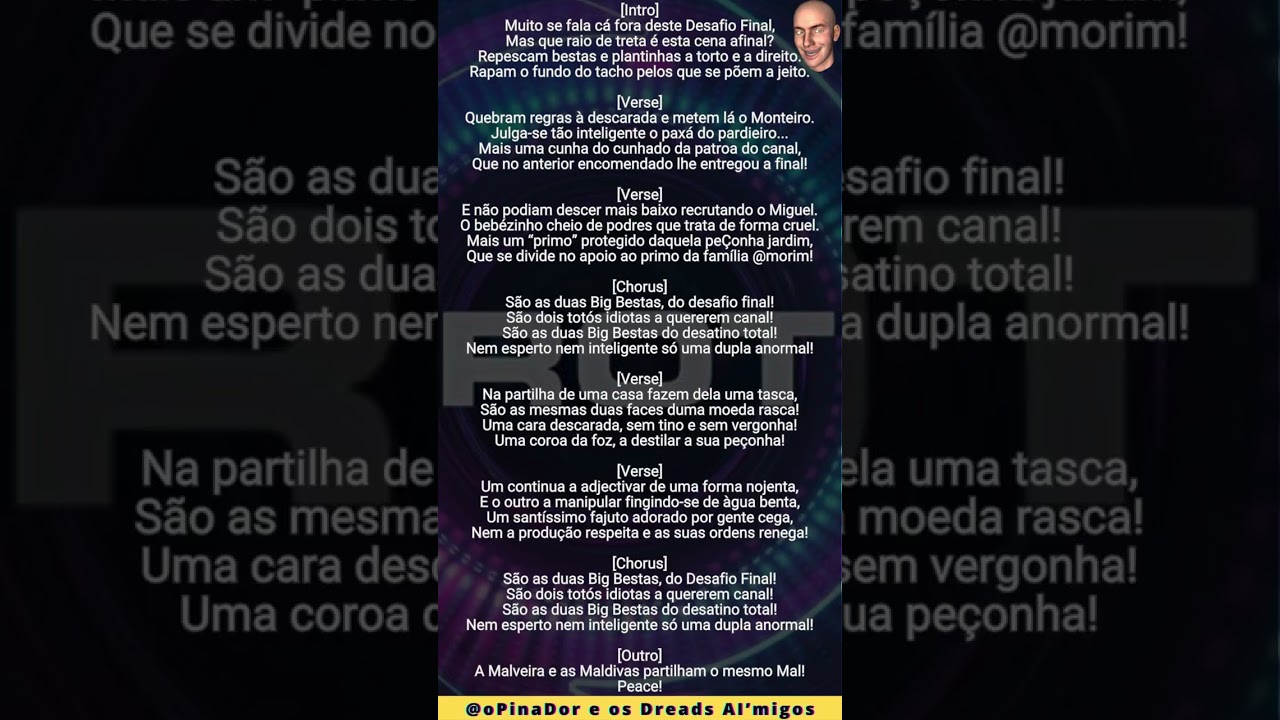 [Intro]
Muito se fala cá fora deste Desafio Final,
Mas que raio de treta é esta cena afinal?
Repescam bestas e plantinhas a torto e a direito.
Rapam o fundo do tacho pelos que se põem a jeito.
[Verse]
Quebram regras à descarada e metem lá o Monteiro.
Julga-se tão inteligente o paxá do pardieiro...
Mais uma cunha do cunhado da patroa do canal,
Que no anterior encomendado lhe entregou a final!
[Verse]
E não podiam descer mais baixo recrutando o Miguel.
O bebézinho cheio de podres que trata de forma cruel.
Mais um “primo” protegido daquela peÇonha jardim,
Que se divide no apoio ao primo da família @morim!
[Chorus]
São as duas Big Bestas, do desafio final!
São dois totós idiotas a quererem canal!
São as duas Big Bestas do desatino total!
Nem esperto nem inteligente só uma dupla anormal!
[Verse]
Na partilha de uma casa fazem dela uma tasca,
São as mesmas duas faces duma moeda rasca!
Uma cara descarada, sem tino e sem vergonha!
Uma coroa da foz, a destilar a sua peçonha!
[Verse]
Um continua a adjectivar de uma forma nojenta,
E o outro a manipular fingindo-se de àgua benta,
Um santíssimo fajuto adorado por gente cega,
Nem a produção respeita e as suas ordens renega!
[Chorus]
São as duas Big Bestas, do Desafio Final!
São dois totós idiotas a quererem canal!
São as duas Big Bestas do desatino total!
Nem esperto nem inteligente só uma dupla anormal!
[Outro]
A Malveira e as Maldivas partilham o mesmo Mal!
Peace!
@oPinaDor e os Dreads AI’migos